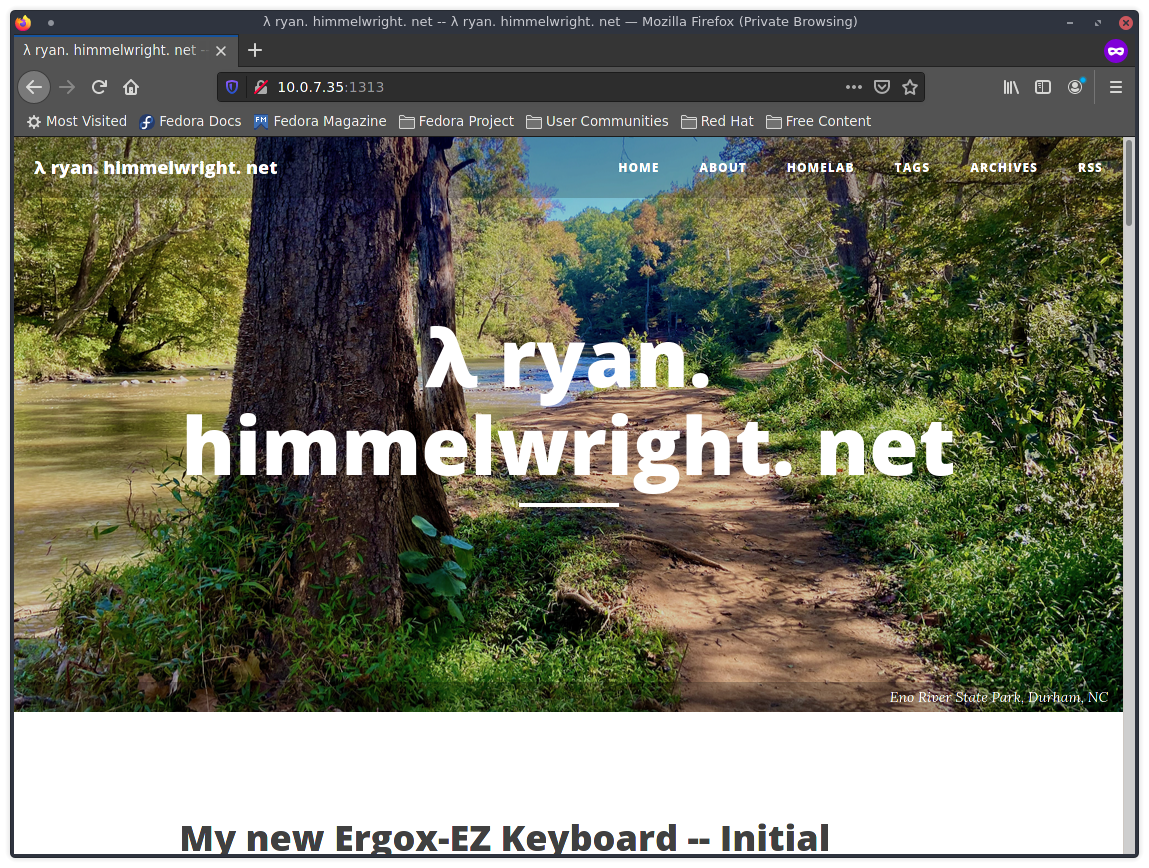 λ ryan. himmelwright. net -- λ ryan. himmelwright. net — Mozilla Firefox (Private Browsing)
λ ryan. himmelwright. net --
10.0.7.35:1313
Most Visited Fedora Docs Fedora Magazine Fedora Project User Communities Red Hat Free Content
λ ryan. himmelwright. net HOME ABOUT HOMELAB TAGS ARCHIVES RSS
λ ryan.
himmelwright. net
Eno River State Park, Durham, NC
My new Ergox-EZ Keyboard -- Initial